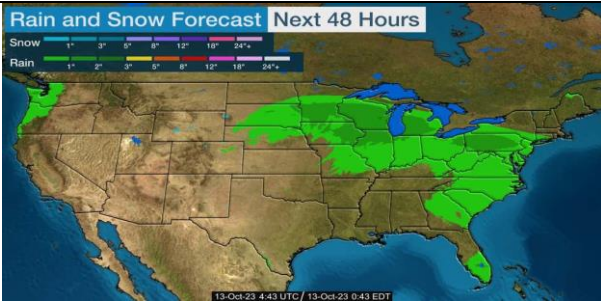 Rain and Snow Forecast Next 48 Hours
Snow 1" 3" 5" 8" 12" 18" 24"+
Rain 1" 2" 3" 5" 8" 12" 18" 24"+
13-Oct-23 4:43 UTC / 13-Oct-23 0:43 EDT